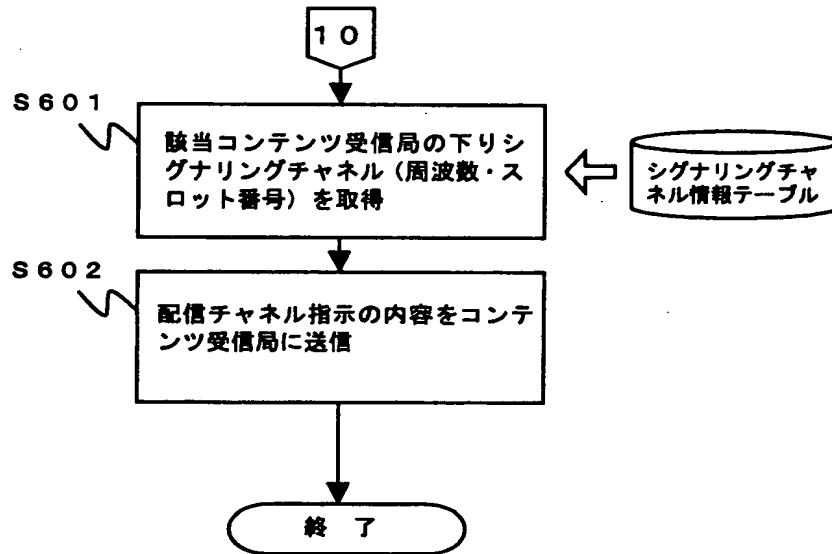 １０
Ｓ６０１
該当コンテンツ受信局の下りシ
グナリングチャネル（周波数・ス
ロット番号）を取得
シグナリングチャ
ネル情報テーブル
Ｓ６０２
配信チャネル指示の内容をコンテ
ンツ受信局に送信
終 了